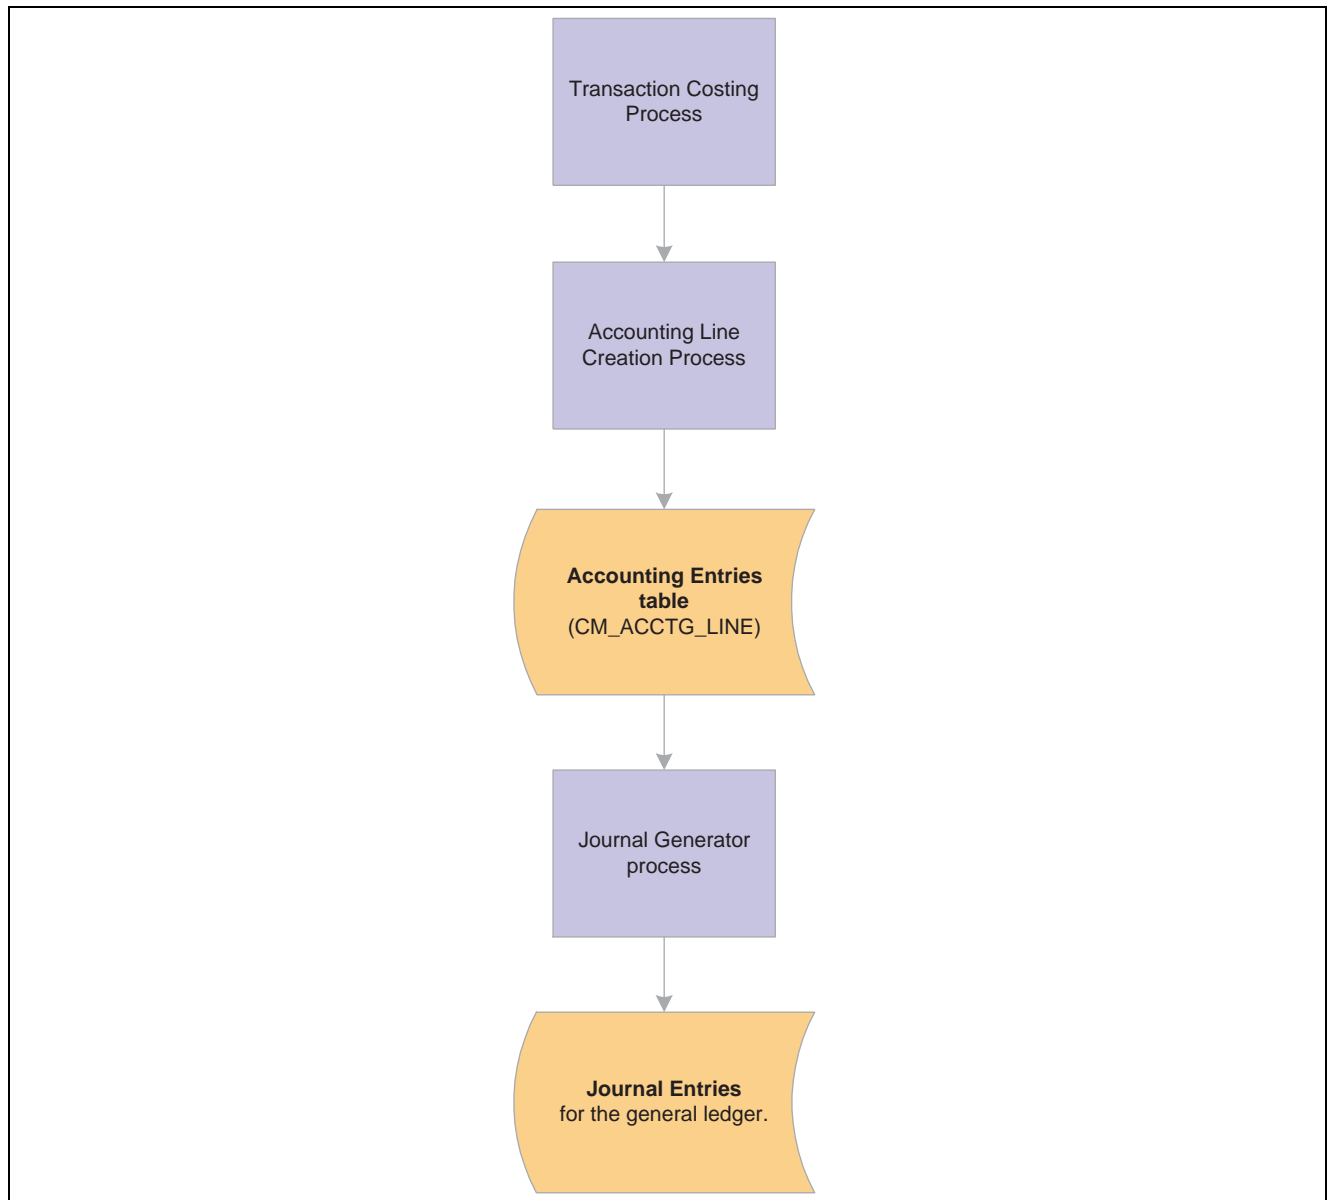 Transaction Costing
Process
Accounting Line
Creation Process
Accounting Entries
table
(CM_ACCTG_LINE)
Journal Generator
process
Journal Entries
for the general ledger.